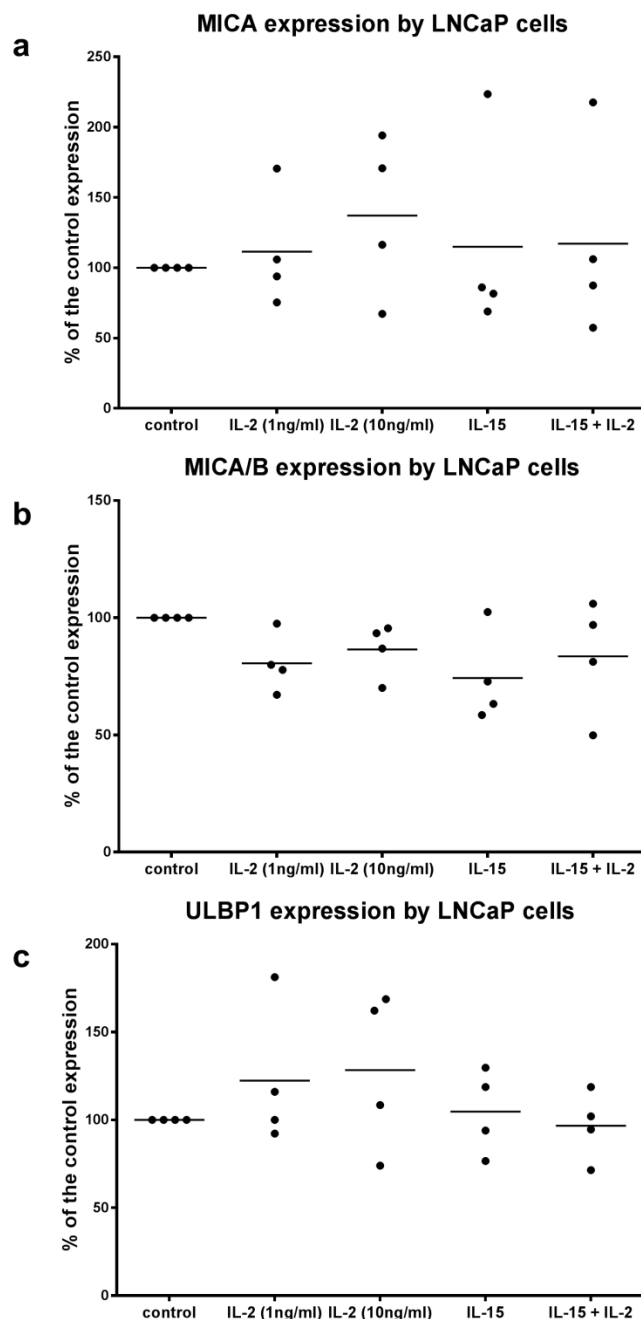 MICA expression by LNCaP cells
a
250
200
150
100
50
0
% of the control expression
control IL-2 (1ng/ml) IL-2 (10ng/ml) IL-15 IL-15 + IL-2
MICA/B expression by LNCaP cells
b
150
100
50
0
% of the control expression
control IL-2 (1ng/ml) IL-2 (10ng/ml) IL-15 IL-15 + IL-2
ULBP1 expression by LNCaP cells
c
200
150
100
50
0
% of the control expression
control IL-2 (1ng/ml) IL-2 (10ng/ml) IL-15 IL-15 + IL-2